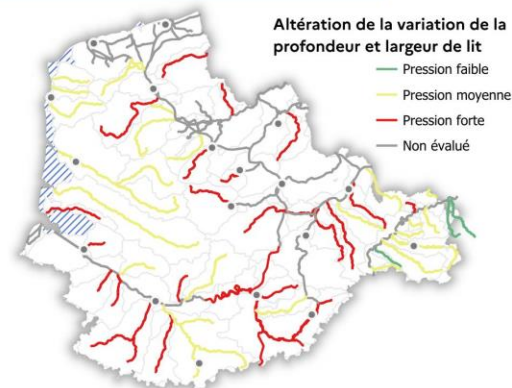 Altération de la variation de la
profondeur et largeur de lit
Pression faible
Pression moyenne
Pression forte
Non évalué